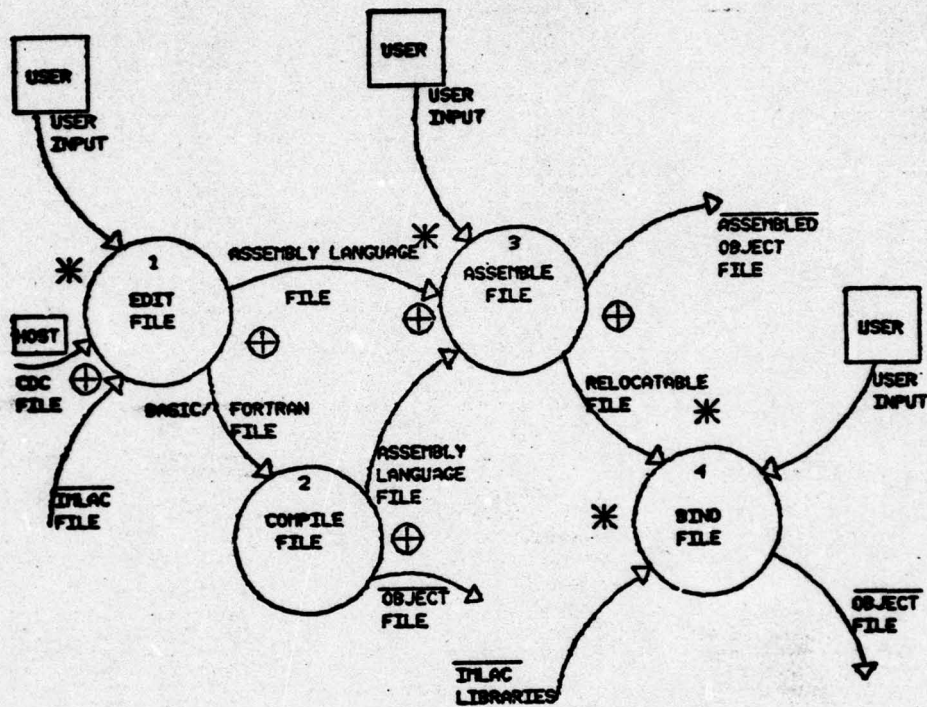 USER
USER
INPUT
USER
USER
INPUT
1
EDIT
FILE
ASSEMBLY LANGUAGE
FILE
3
ASSEMBLE
FILE
ASSEMBLED
OBJECT
FILE
HOST
CDC
FILE
IMLAC
FILE
BASIC/ FORTRAN
FILE
2
COMPILE
FILE
ASSEMBLY
LANGUAGE
FILE
OBJECT
FILE
RELOCATABLE
FILE
USER
USER
INPUT
4
BIND
FILE
IMLAC
LIBRARIES
OBJECT
FILE